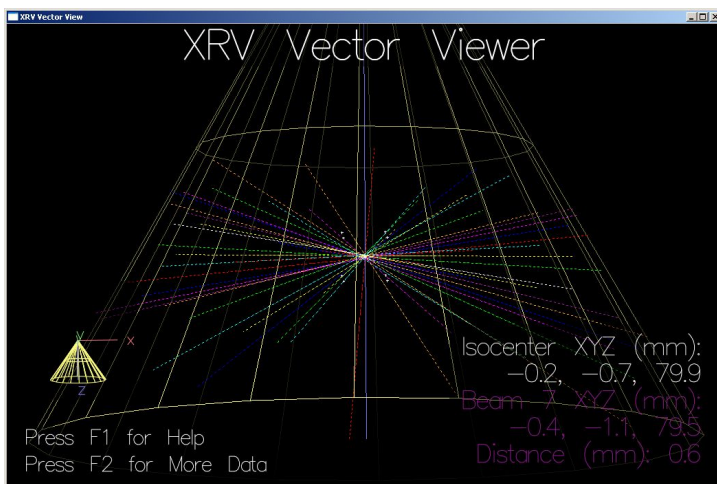 XRV Vector View
XRV Vector Viewer
Y
X
Z
Isocenter XYZ (mm):
-0.2, -0.7, 79.9
Beam 7 XYZ (mm):
-0.4, -1.1, 79.5
Distance (mm): 0.6
Press F1 for Help
Press F2 for More Data